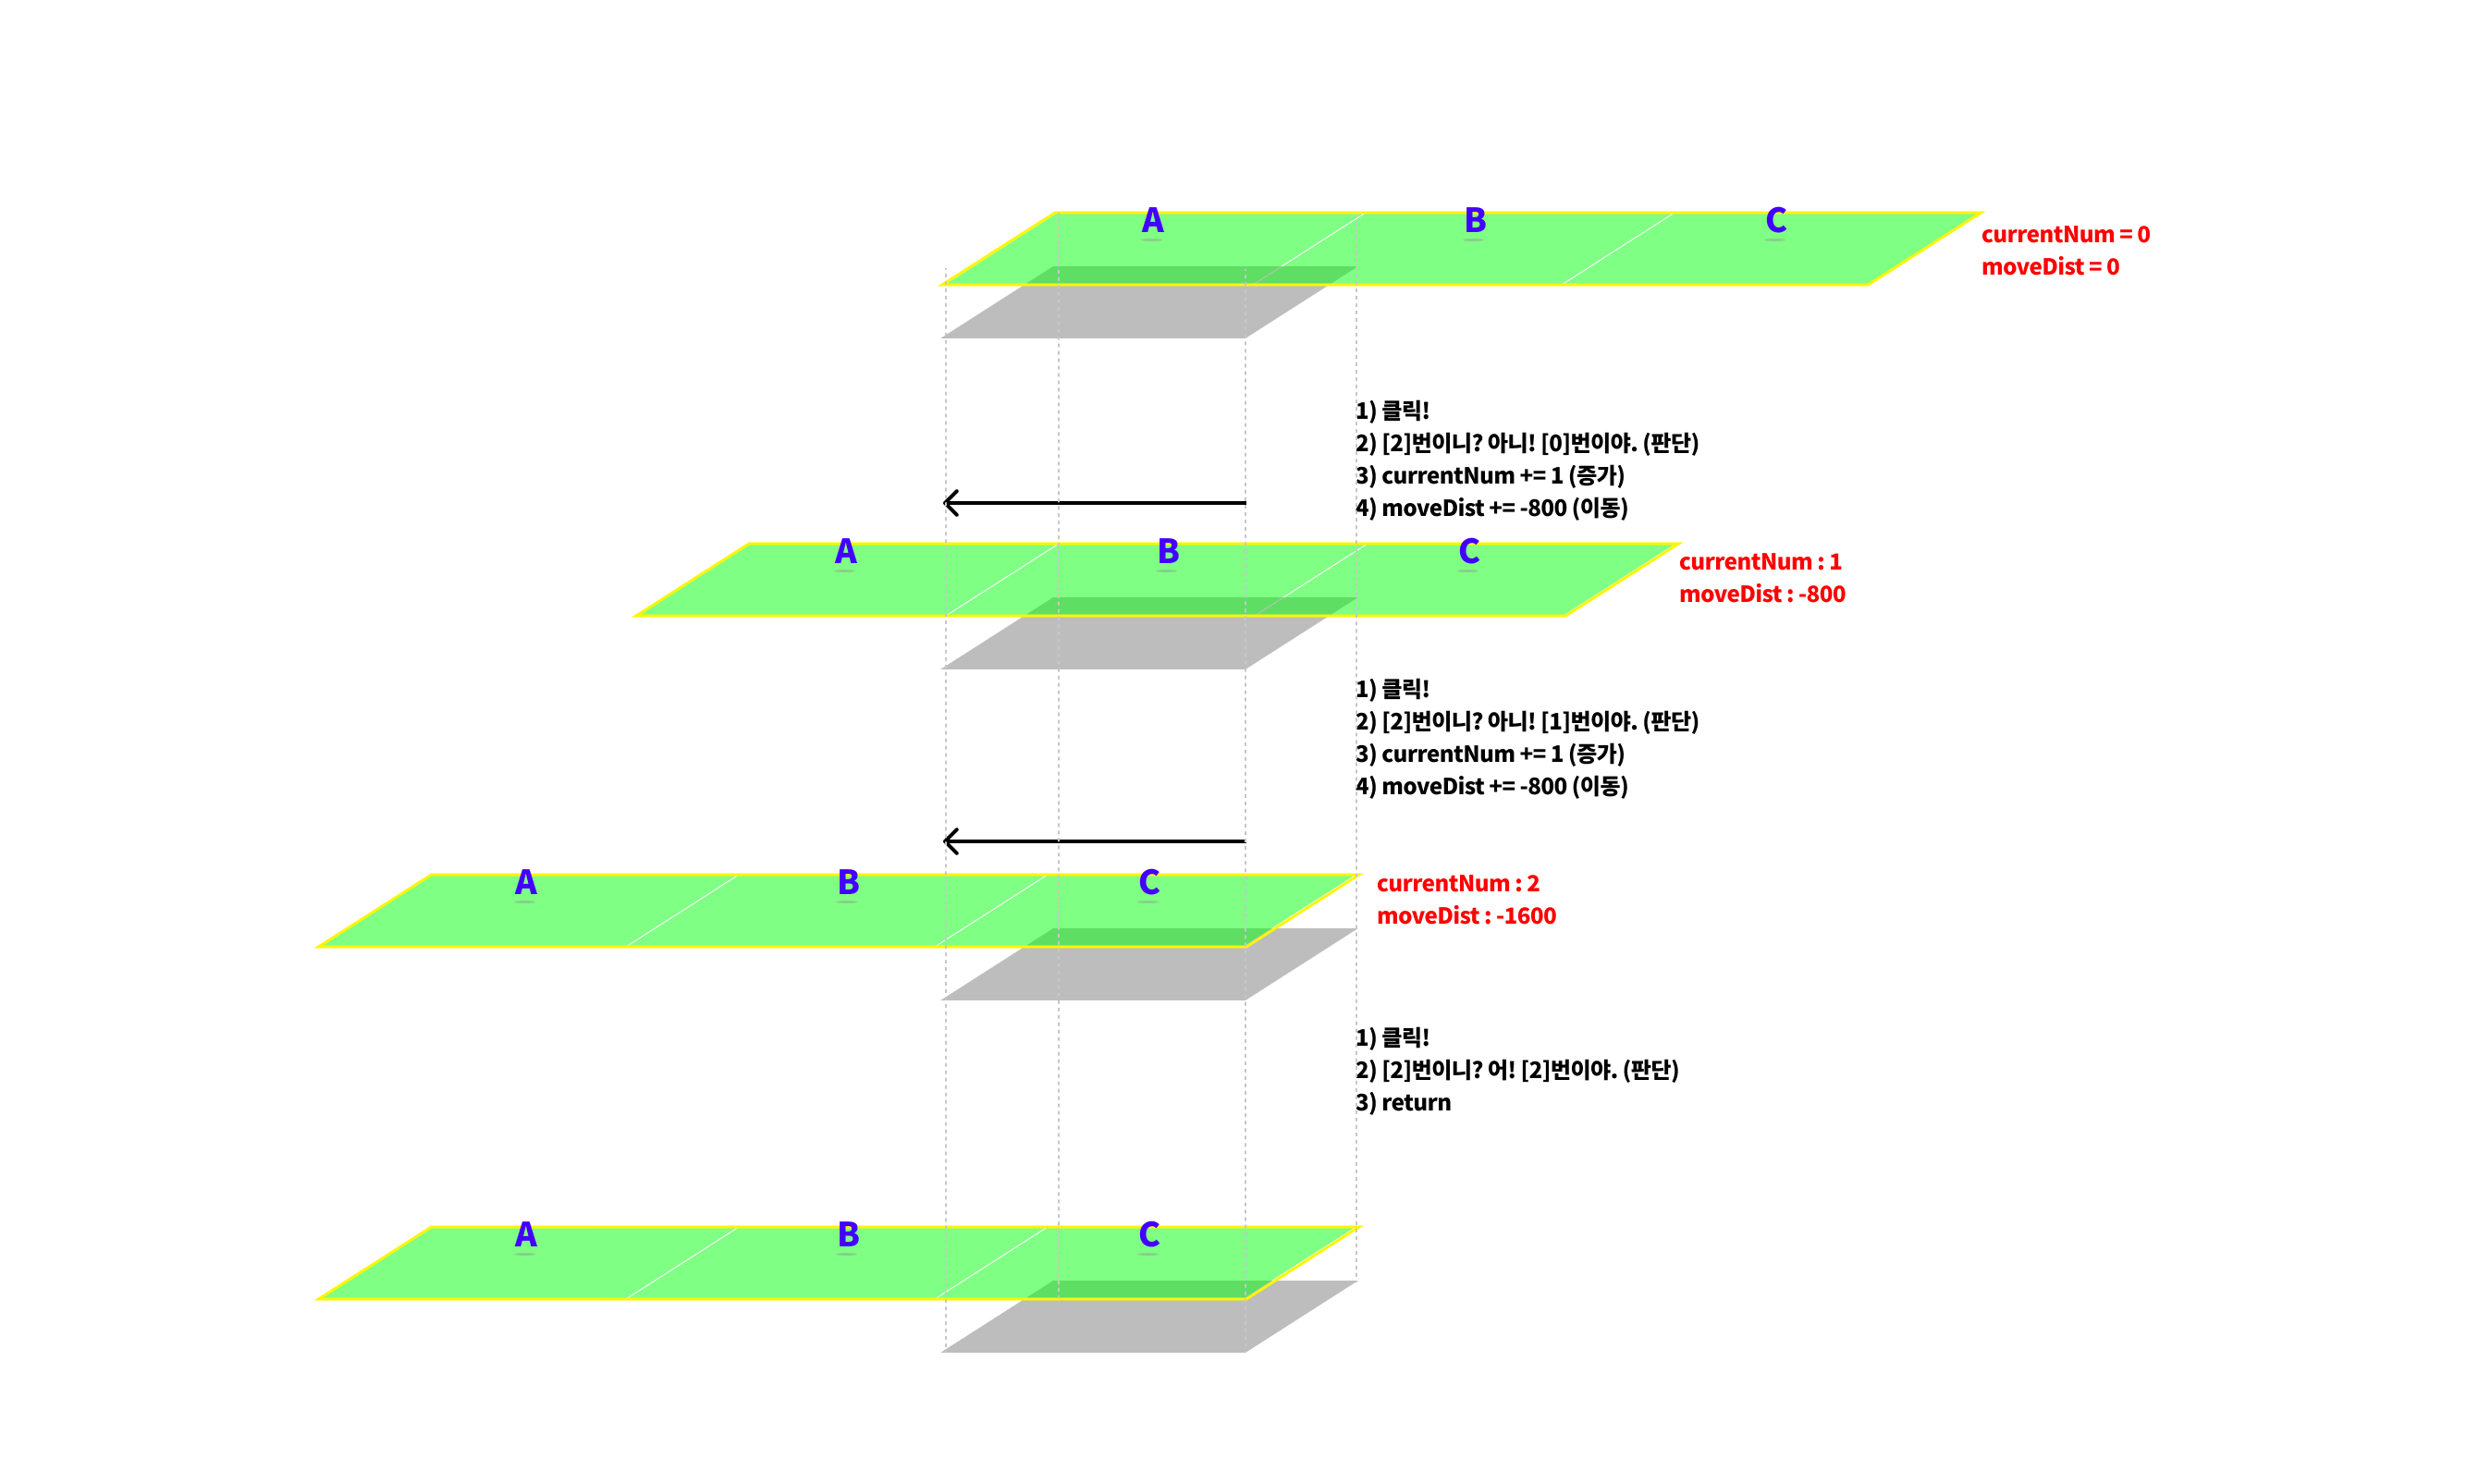 A B C
currentNum = 0
moveDist = 0
1) 클릭!
2) [2]번이니? 아니! [0]번이야. (판단)
3) currentNum += 1 (증가)
4) moveDist += -800 (이동)
A B C
currentNum : 1
moveDist : -800
1) 클릭!
2) [2]번이니? 아니! [1]번이야. (판단)
3) currentNum += 1 (증가)
4) moveDist += -800 (이동)
A B C
currentNum : 2
moveDist : -1600
1) 클릭!
2) [2]번이니? 어! [2]번이야. (판단)
3) return
A B C